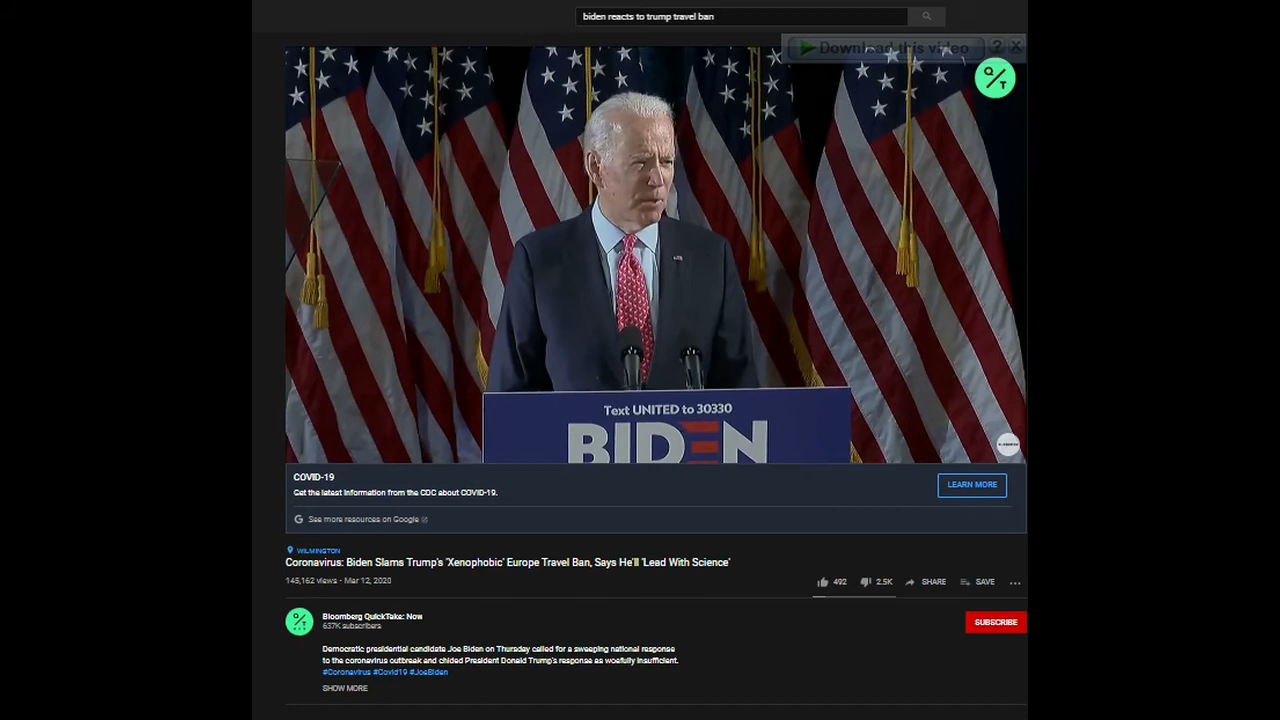 biden reacts to trump travel ban
Download this video ? X
Q/T
Text UNITED to 30330
BIDEN
COVID-19
Get the latest information from the CDC about COVID-19.
LEARN MORE
See more resources on Google
WILMINGTON
Coronavirus: Biden Slams Trump's 'Xenophobic' Europe Travel Ban, Says He'll 'Lead With Science'
145,162 views • Mar 12, 2020
492 2.5K SHARE SAVE ...
Q/T
Bloomberg QuickTake: Now
637K subscribers
SUBSCRIBE
Democratic presidential candidate Joe Biden on Thursday called for a sweeping national response
to the coronavirus outbreak and chided President Donald Trump's response as woefully insufficient.
#Coronavirus #Covid19 #JoeBiden
SHOW MORE